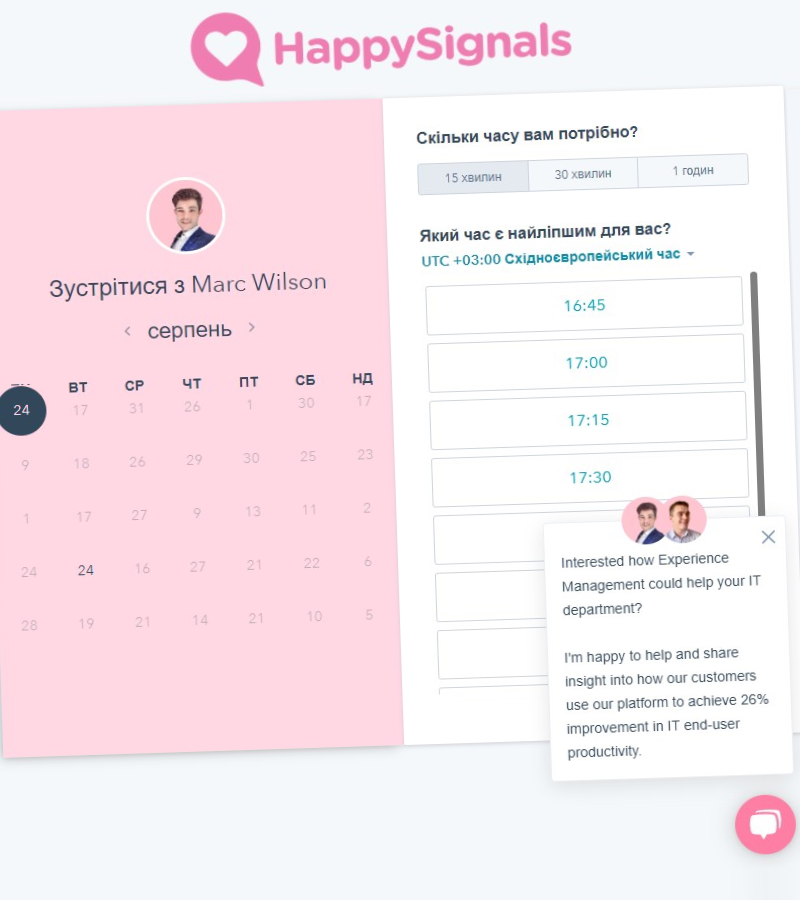 HappySignals
Зустрітися з Marc Wilson
серпень
ВТ СР ЧТ ПТ СБ НД
24 17 31 26 1 30 17
9 18 26 29 30 25 23
1 17 27 9 13 11 2
24 24 16 27 21 22 6
28 19 21 14 21 10 5
Скільки часу вам потрібно?
15 хвилин 30 хвилин 1 годин
Який час є найліпшим для вас?
UTC +03:00 Східноєвропейський час
16:45
17:00
17:15
17:30
Interested how Experience
Management could help your IT
department?
I'm happy to help and share
insight into how our customers
use our platform to achieve 26%
improvement in IT end-user
productivity.